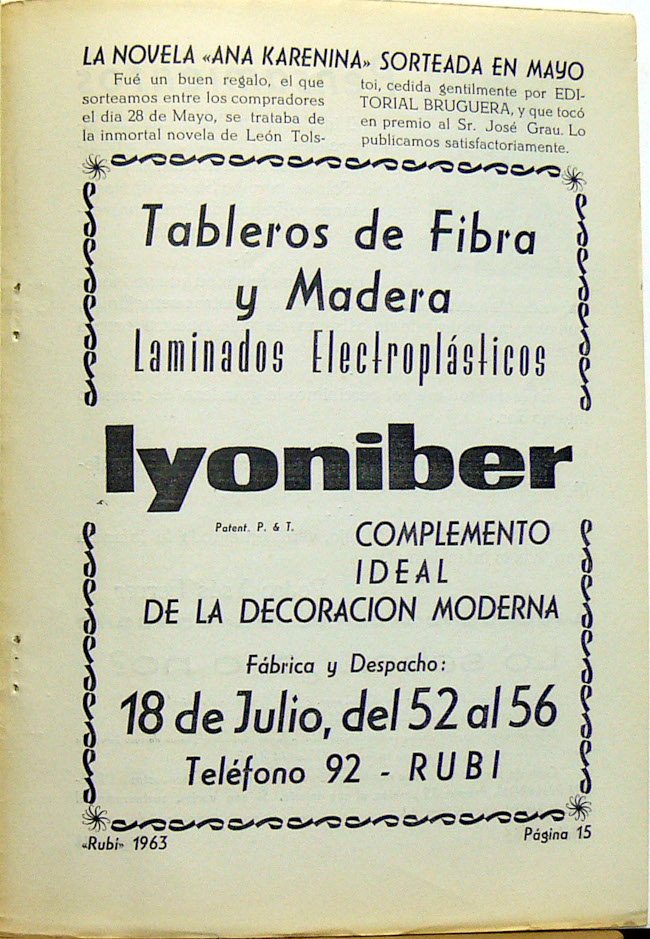 LA NOVELA «ANA KARENINA» SORTEADA EN MAYO
Fué un buen regalo, el que
sorteamos entre los compradores
el día 28 de Mayo, se trataba de
la inmortal novela de León Tols-
toi, cedida gentilmente por EDI-
TORIAL BRUGUERA, y que tocó
en premio al Sr. José Grau. Lo
publicamos satisfactoriamente.
Tableros de Fibra
y Madera
Laminados Electroplásticos
lyoniber
Patent. P. & T.
COMPLEMENTO
IDEAL
DE LA DECORACION MODERNA
Fábrica y Despacho:
18 de Julio, del 52 al 56
Teléfono 92 - RUBI
«Rubí» 1963
Página 15